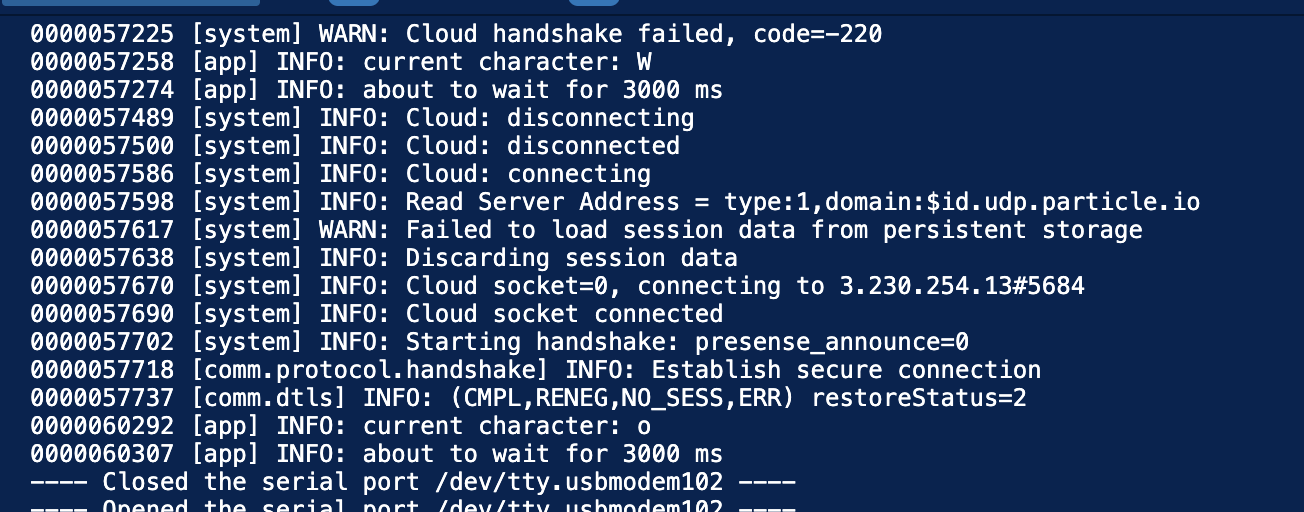 0000057225 [system] WARN: Cloud handshake failed, code=-220
0000057258 [app] INFO: current character: W
0000057274 [app] INFO: about to wait for 3000 ms
0000057489 [system] INFO: Cloud: disconnecting
0000057500 [system] INFO: Cloud: disconnected
0000057586 [system] INFO: Cloud: connecting
0000057598 [system] INFO: Read Server Address = type:1,domain:$id.udp.particle.io
0000057617 [system] WARN: Failed to load session data from persistent storage
0000057638 [system] INFO: Discarding session data
0000057670 [system] INFO: Cloud socket=0, connecting to 3.230.254.13#5684
0000057690 [system] INFO: Cloud socket connected
0000057702 [system] INFO: Starting handshake: presense_announce=0
0000057718 [comm.protocol.handshake] INFO: Establish secure connection
0000057737 [comm.dtls] INFO: (CMPL,RENEG,NO_SESS,ERR) restoreStatus=2
0000060292 [app] INFO: current character: o
0000060307 [app] INFO: about to wait for 3000 ms
---- Closed the serial port /dev/tty.usbmodem102 ----
---- Opened the serial port /dev/tty.usbmodem102 ----